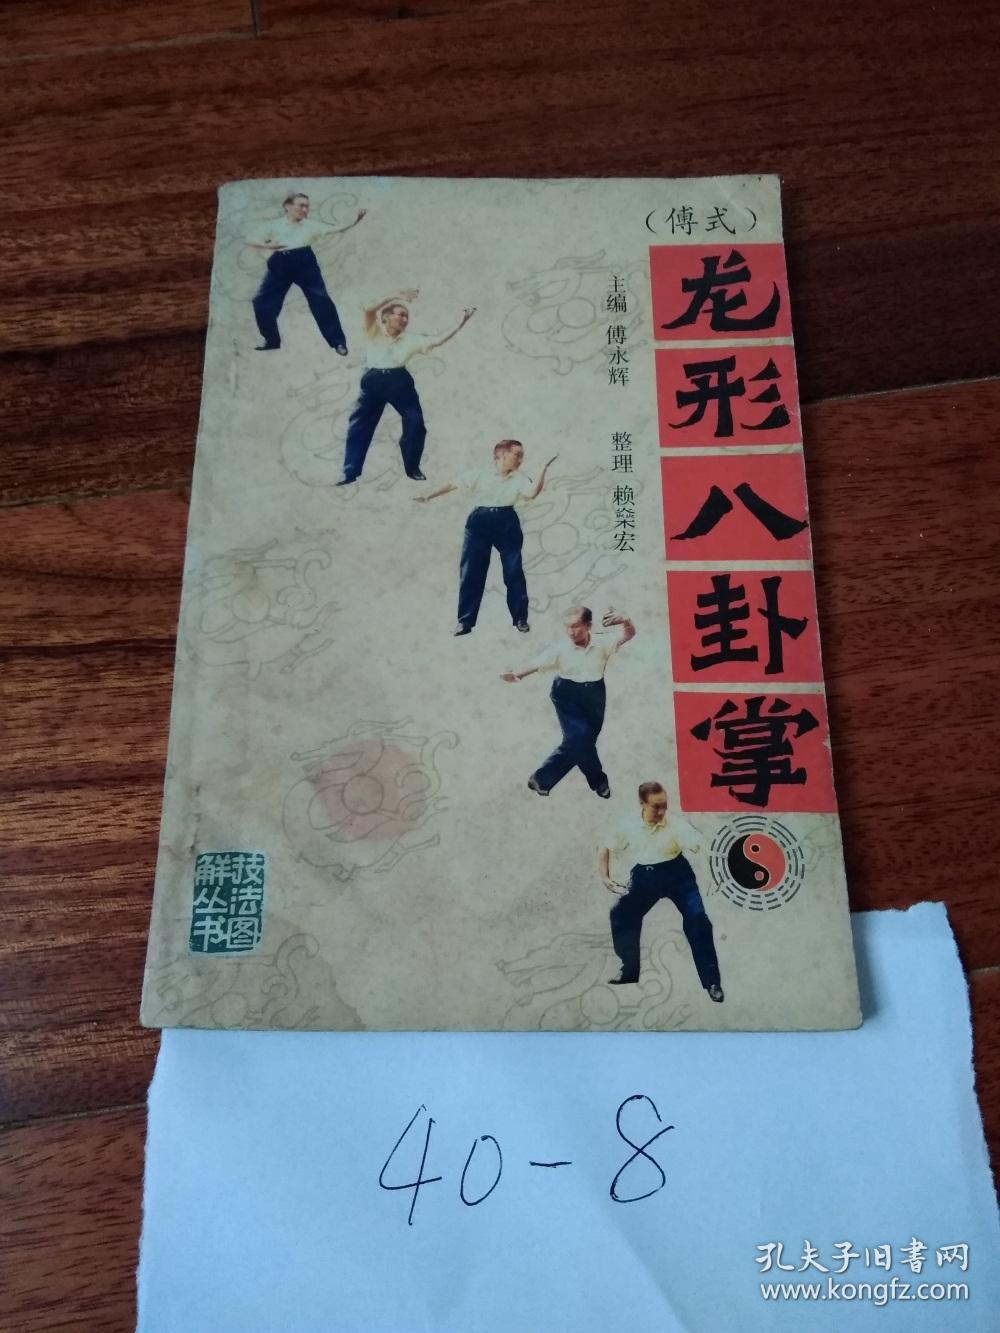 （傅式）
龙形八卦掌
主编 傅永辉
整理 赖燊宏
技法图
解丛书
40-8
孔夫子旧書网
www.kongfz.com